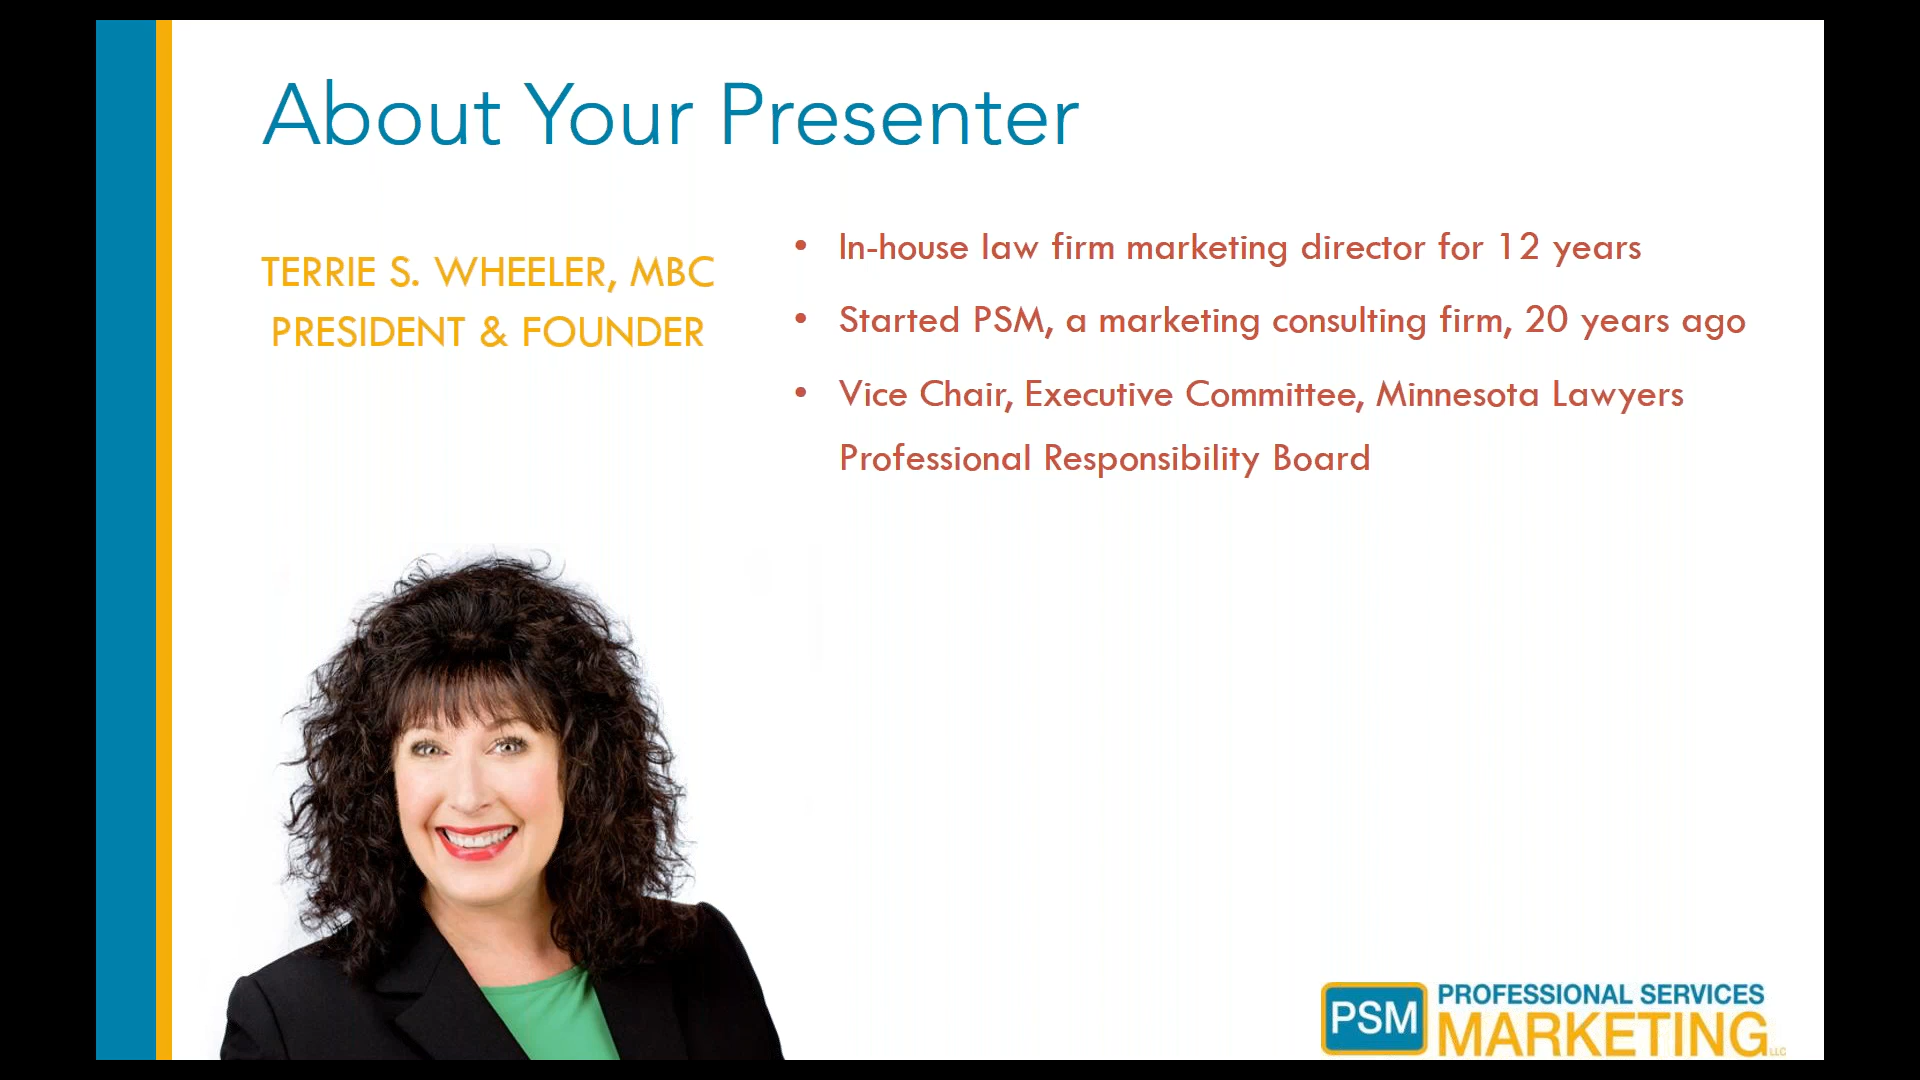 About Your Presenter
TERRIE S. WHEELER, MBC
PRESIDENT & FOUNDER
• In-house law firm marketing director for 12 years
• Started PSM, a marketing consulting firm, 20 years ago
• Vice Chair, Executive Committee, Minnesota Lawyers
Professional Responsibility Board
PSM
PROFESSIONAL SERVICES
MARKETING LLC